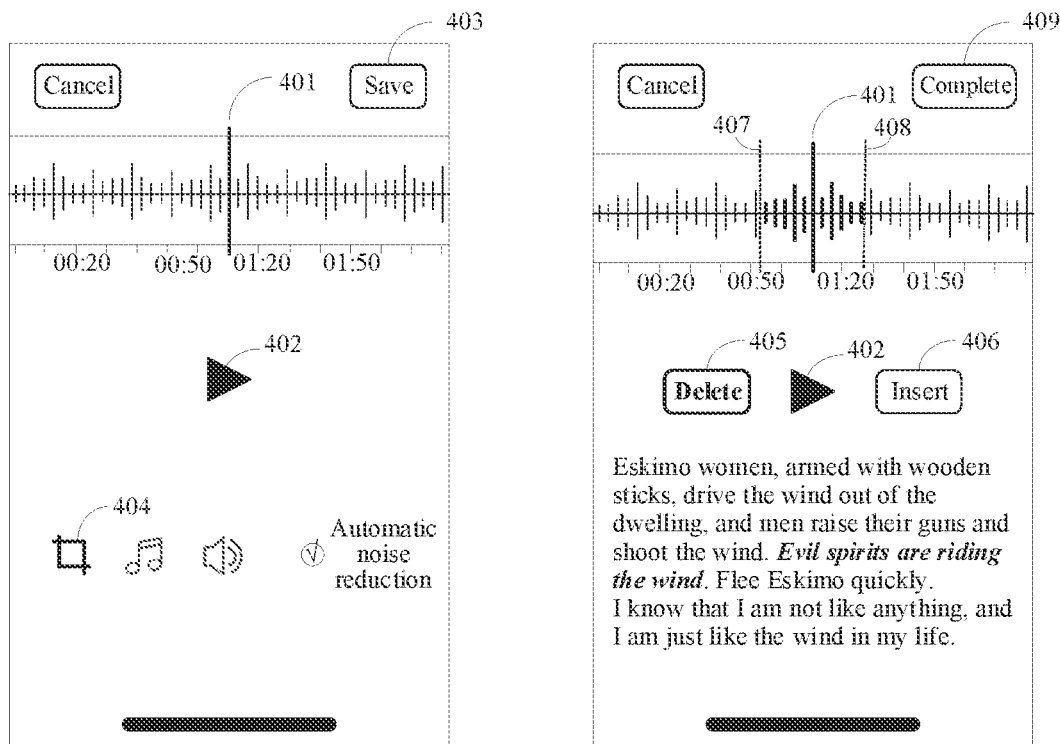 403
Cancel
401
Save
00:20 00:50 01:20 01:50
402
404
Automatic
noise
reduction
409
Cancel
Complete
401
407
408
00:20 00:50 01:20 01:50
405
402
406
Delete
Insert
Eskimo women, armed with wooden
sticks, drive the wind out of the
dwelling, and men raise their guns and
shoot the wind. Evil spirits are riding
the wind. Flee Eskimo quickly.
I know that I am not like anything, and
I am just like the wind in my life.